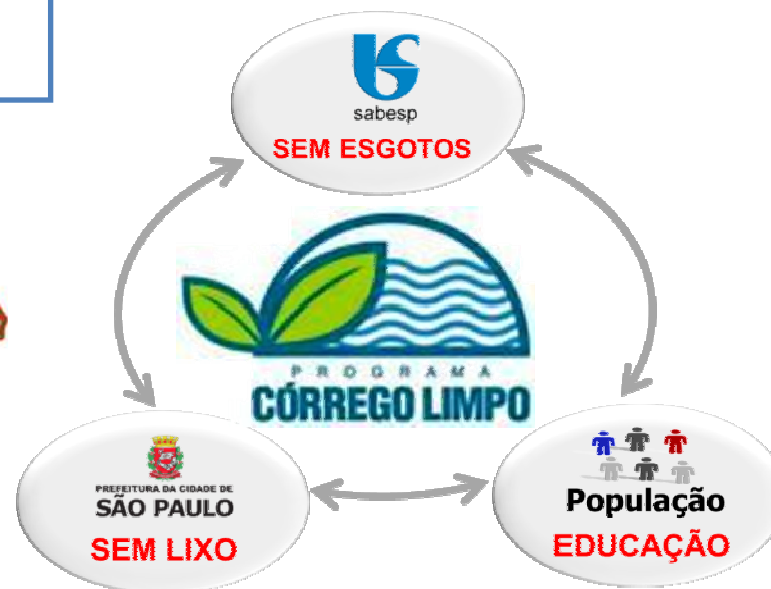 sabesp
SEM ESGOTOS
PROGRAMA
CÓRREGO LIMPO
PREFEITURA DA CIDADE DE
SÃO PAULO
SEM LIXO
População
EDUCAÇÃO